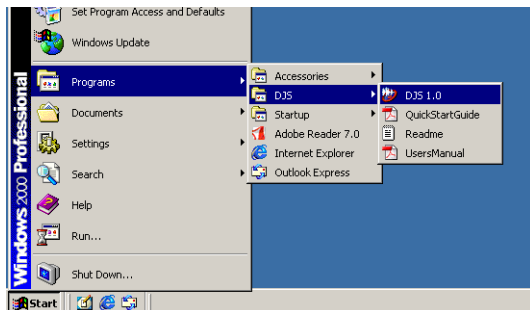 Set Program Access and Defaults
Windows Update
Programs
Documents
Settings
Search
Help
Run...
Shut Down...
Windows 2000 Professional
Start
Accessories
DJS
Startup
Adobe Reader 7.0
Internet Explorer
Outlook Express
DJS 1.0
QuickStartGuide
Readme
UsersManual